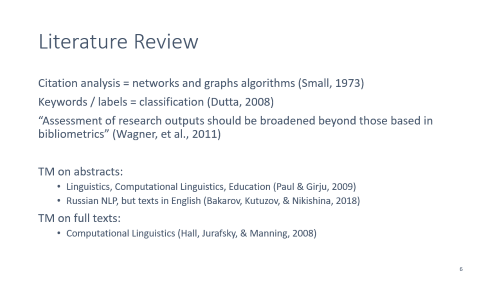 Literature Review
Citation analysis = networks and graphs algorithms (Small, 1973)
Keywords / labels = classification (Dutta, 2008)
“Assessment of research outputs should be broadened beyond those based in
bibliometrics” (Wagner, et al., 2011)
TM on abstracts:
• Linguistics, Computational Linguistics, Education (Paul & Girju, 2009)
• Russian NLP, but texts in English (Bakarov, Kutuzov, & Nikishina, 2018)
TM on full texts:
• Computational Linguistics (Hall, Jurafsky, & Manning, 2008)
6